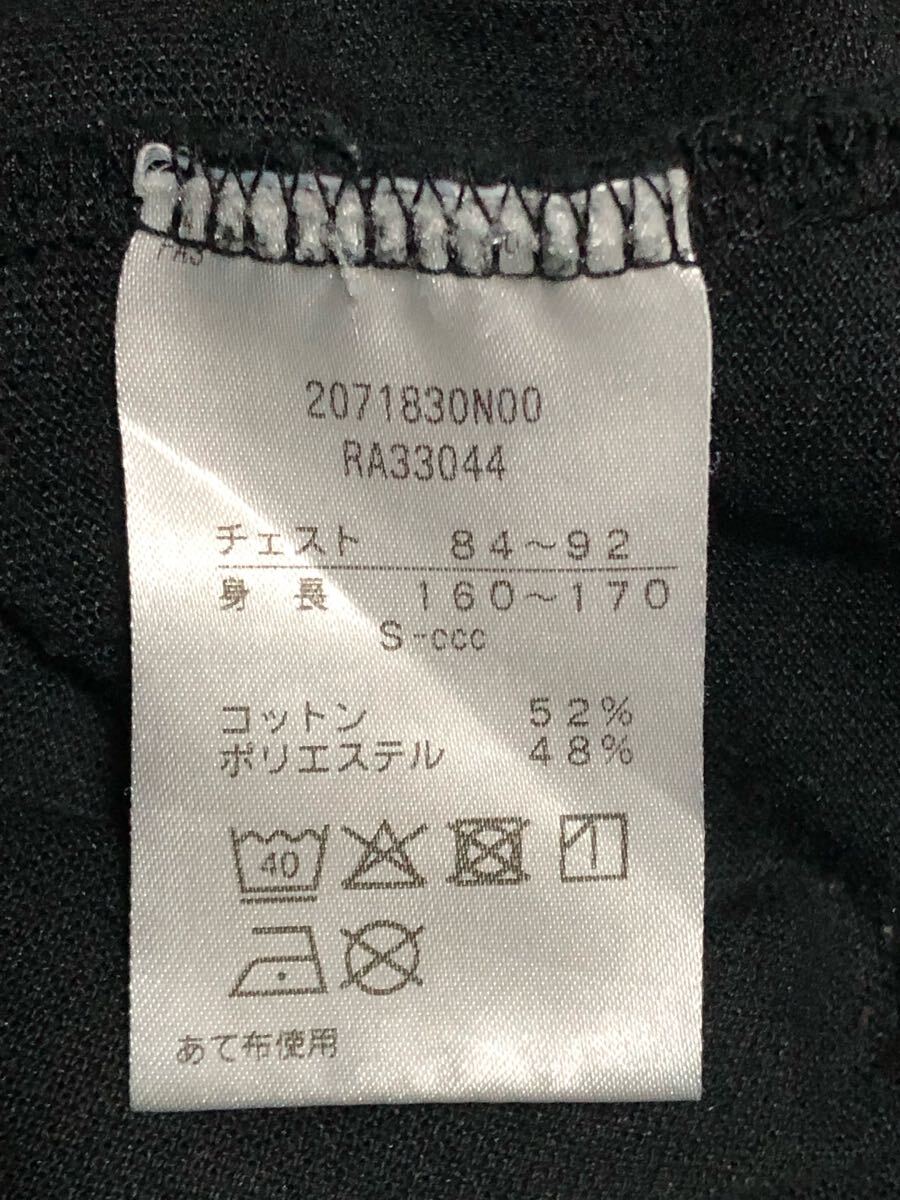 2071830N00
RA33044
チェスト 84～92
身長 160～170
S-ccc
コットン 52%
ポリエステル 48%
40
あて布使用